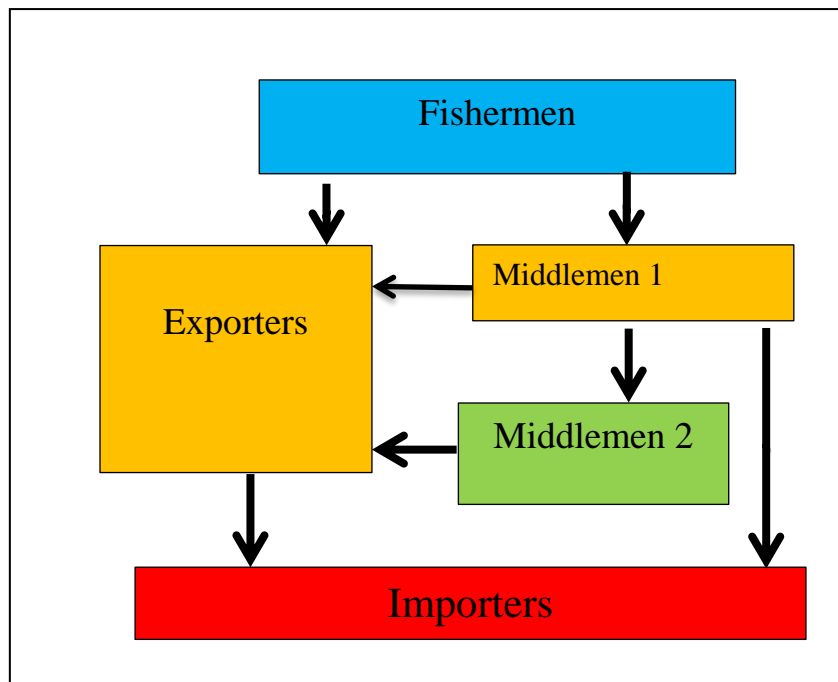 Fishermen
Middlemen 1
Exporters
Middlemen 2
Importers